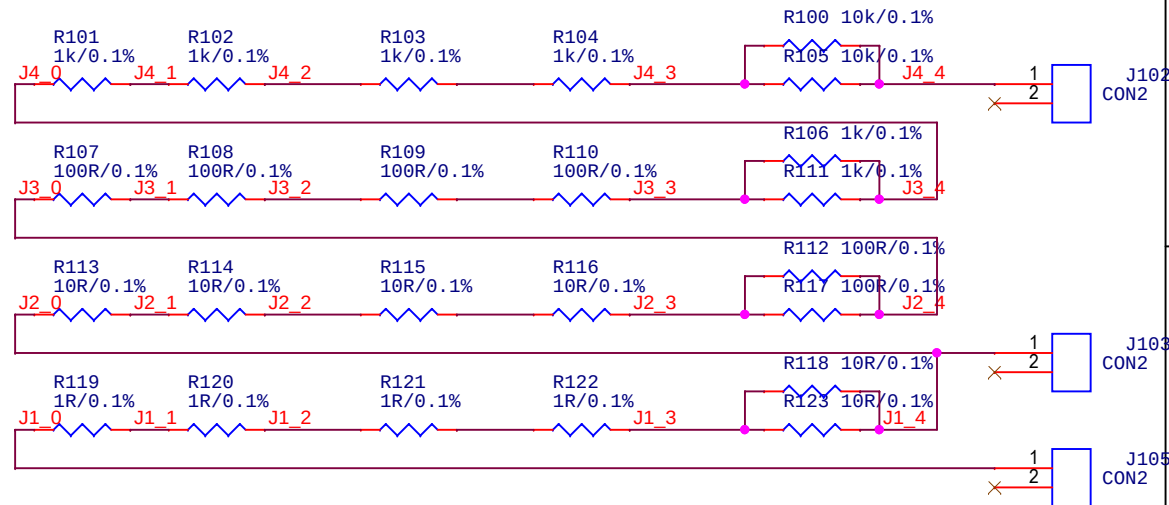 R100 10k/0.1%
R101 R102 R103 R104
1k/0.1% 1k/0.1% 1k/0.1% 1k/0.1%
R105 10k/0.1%
J4_0 J4_1 J4_2 J4_3 J4_4
1 J102
2 CON2
R106 1k/0.1%
R107 R108 R109 R110
100R/0.1% 100R/0.1% 100R/0.1% 100R/0.1%
R111 1k/0.1%
J3_0 J3_1 J3_2 J3_3 J3_4
R112 100R/0.1%
R113 R114 R115 R116
10R/0.1% 10R/0.1% 10R/0.1% 10R/0.1%
R117 100R/0.1%
J2_0 J2_1 J2_2 J2_3 J2_4
1 J103
2 CON2
R118 10R/0.1%
R119 R120 R121 R122
1R/0.1% 1R/0.1% 1R/0.1% 1R/0.1%
R123 10R/0.1%
J1_0 J1_1 J1_2 J1_3 J1_4
1 J105
2 CON2